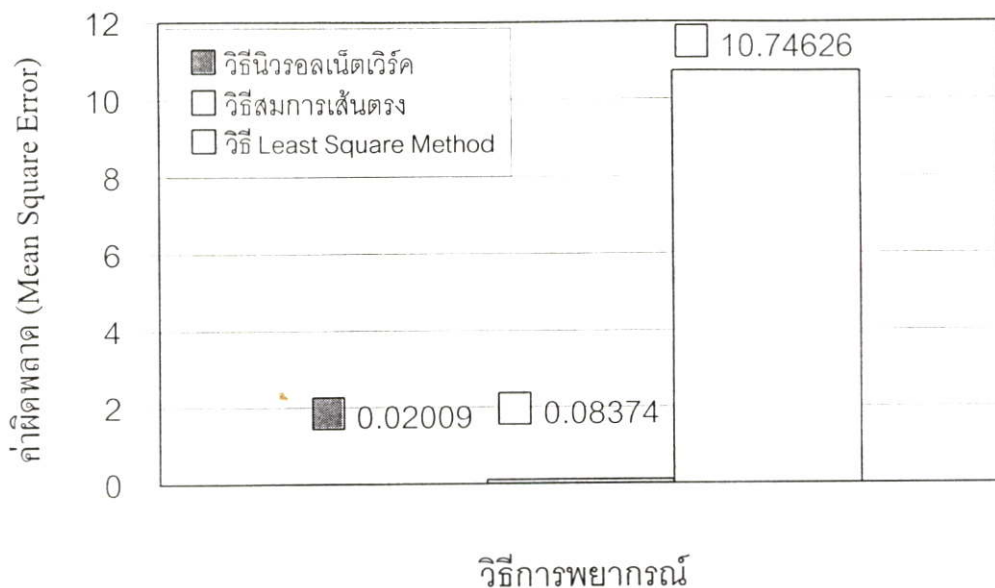 ค่าผิดพลาด (Mean Square Error)
12
10
8
6
4
2
0
วิธีนิวรอลเน็ตเวิร์ค
วิธีสมการเส้นตรง
วิธี Least Square Method
10.74626
0.02009
0.08374
วิธีการพยากรณ์